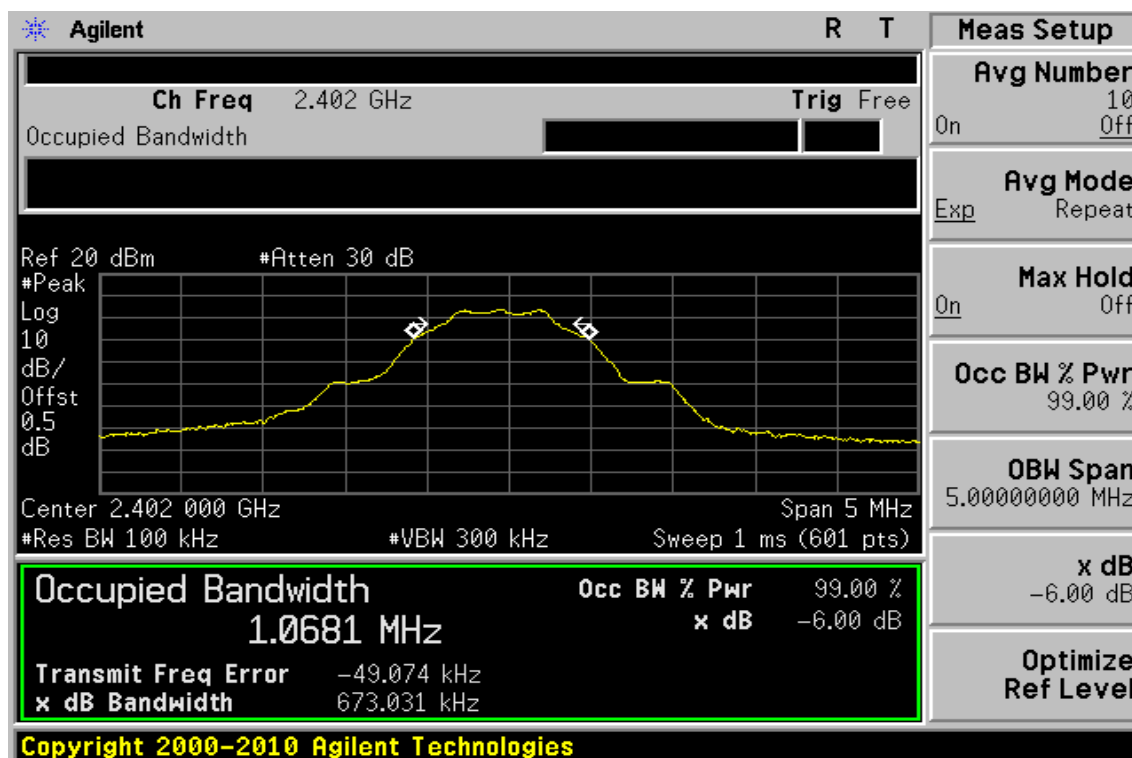 Agilent
R T
Ch Freq 2.402 GHz
Trig Free
Occupied Bandwidth
Ref 20 dBm
#Atten 30 dB
#Peak
Log
10
dB/
Offst
0.5
dB
Center 2.402 000 GHz
Span 5 MHz
#Res BW 100 kHz
#VBW 300 kHz
Sweep 1 ms (601 pts)
Occupied Bandwidth
1.0681 MHz
Occ BW % Pwr 99.00 %
x dB -6.00 dB
Transmit Freq Error -49.074 kHz
x dB Bandwidth 673.031 kHz
Copyright 2000-2010 Agilent Technologies
Meas Setup
Avg Number
10
On Off
Avg Mode
Exp Repeat
Max Hold
On Off
Occ BW % Pwr
99.00 %
OBW Span
5.00000000 MHz
x dB
-6.00 dB
Optimize
Ref Level